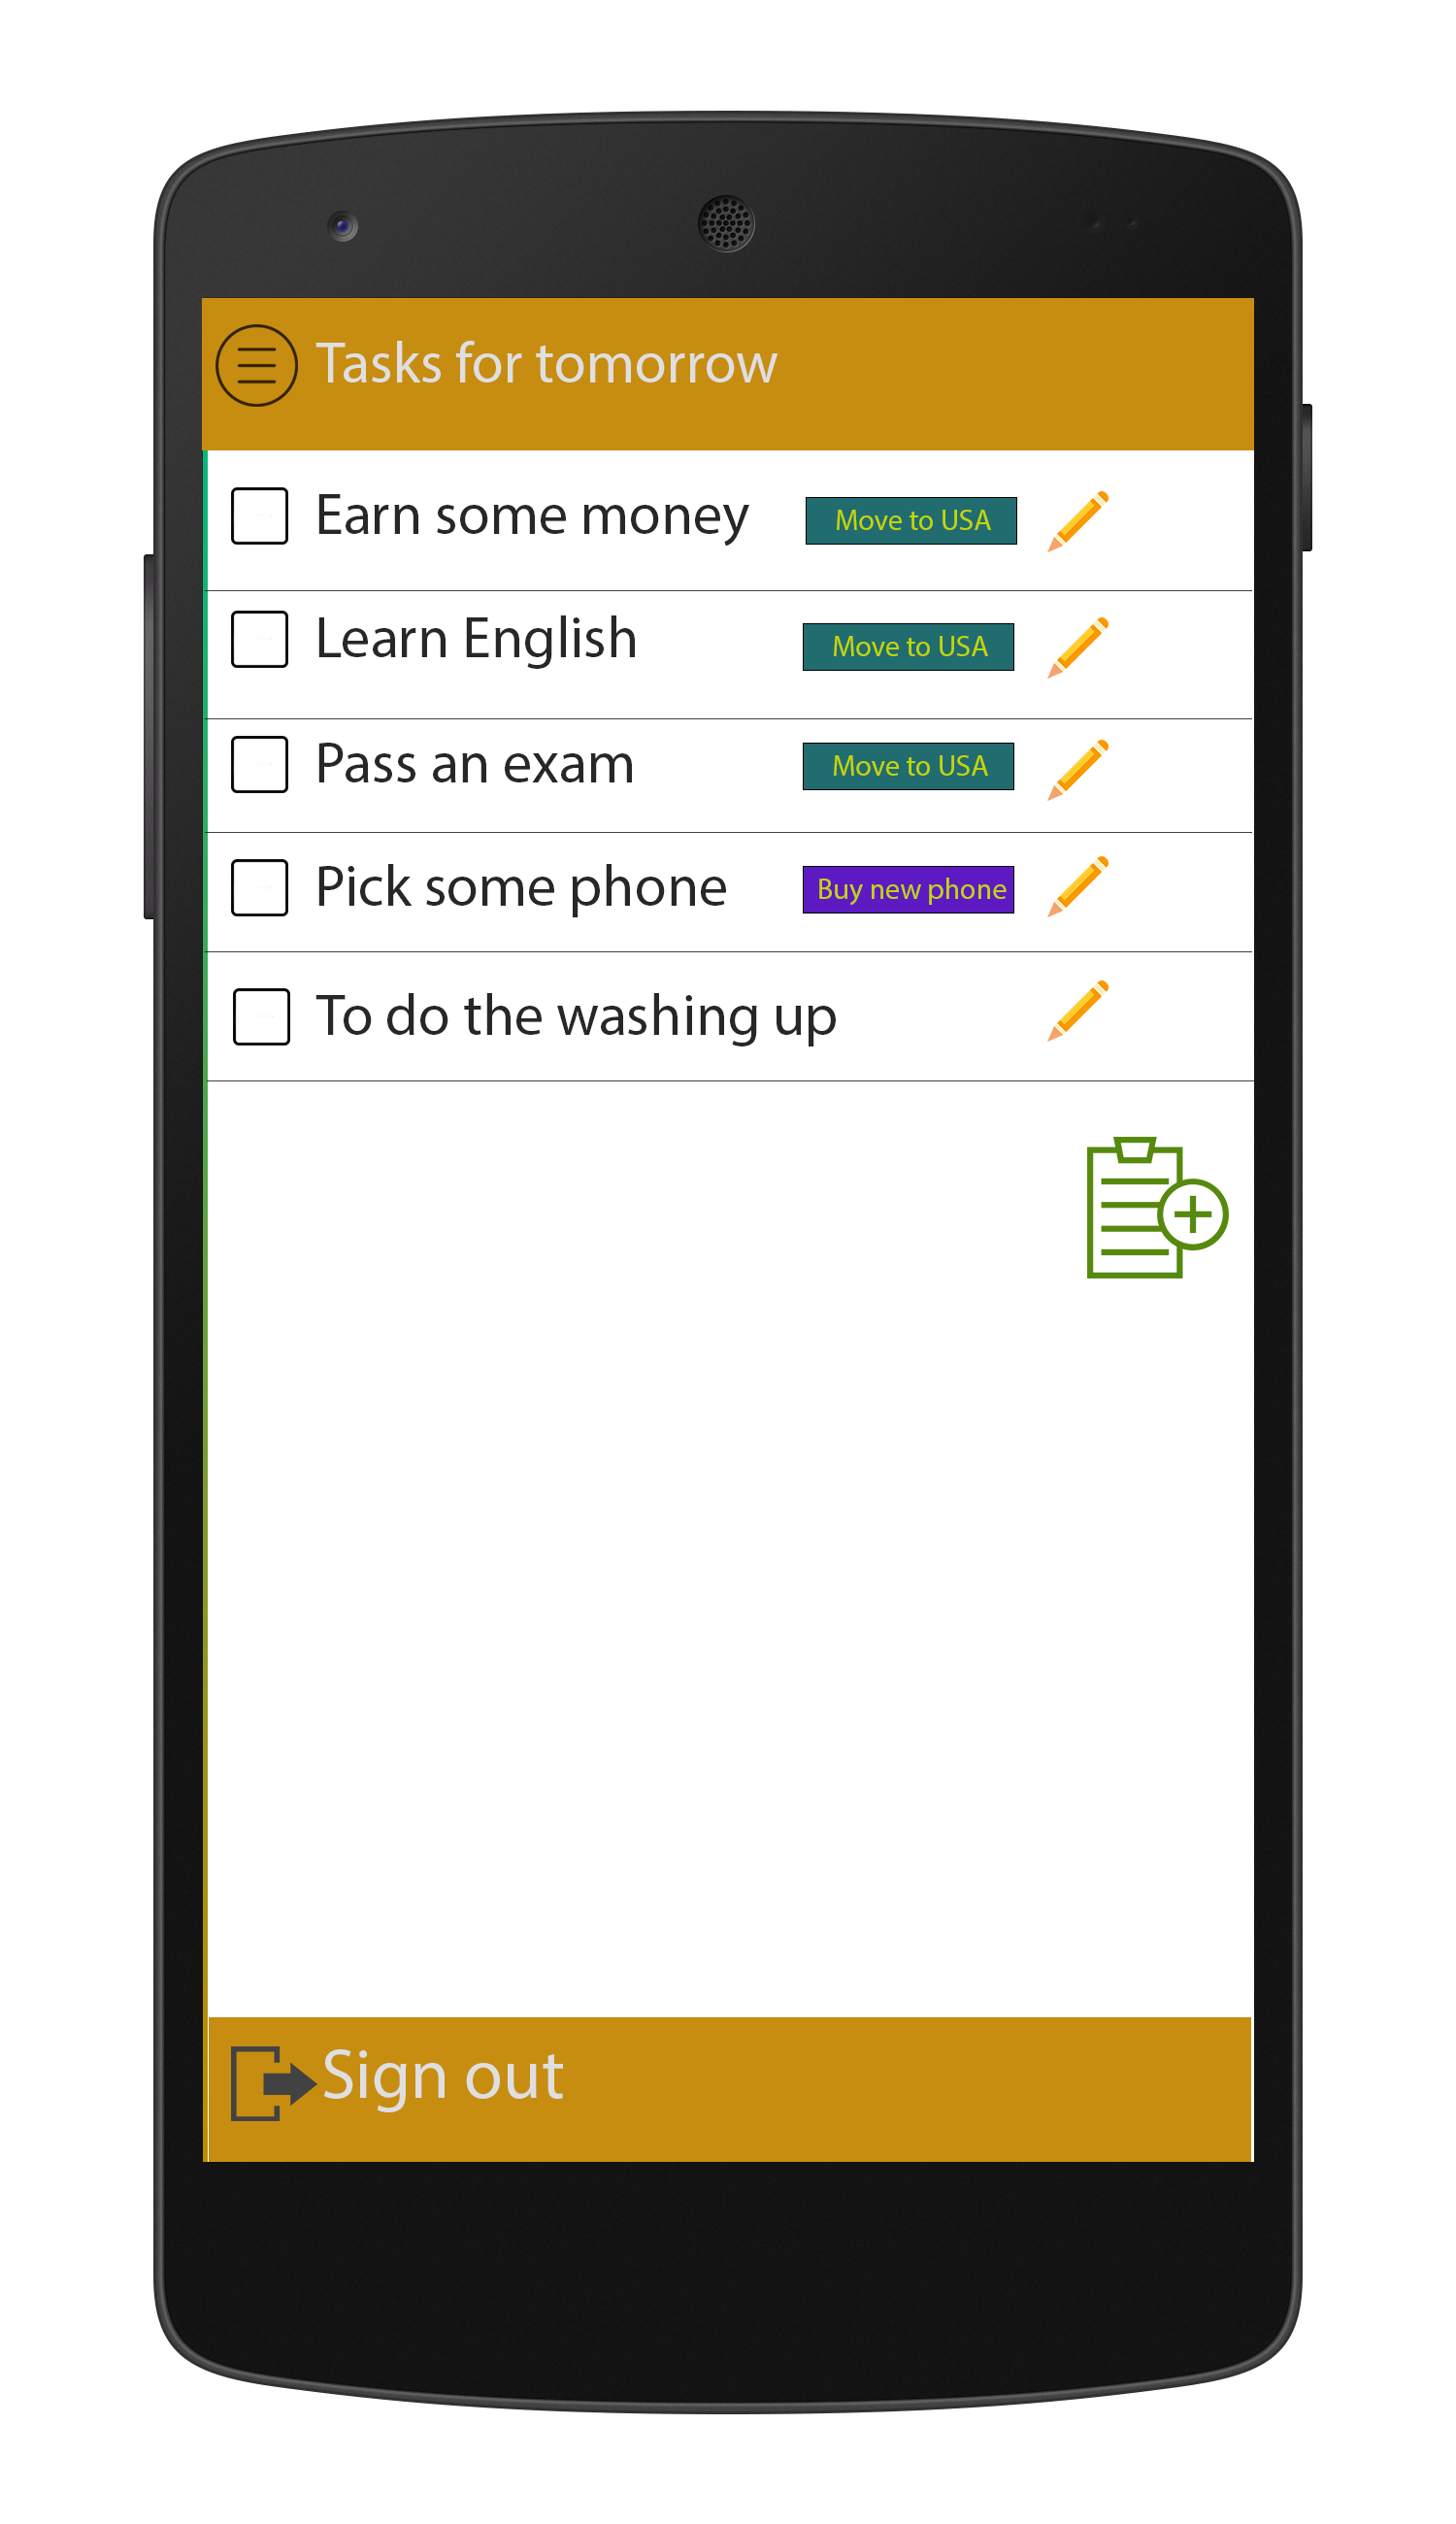 Tasks for tomorrow
Earn some money Move to USA
Learn English Move to USA
Pass an exam Move to USA
Pick some phone Buy new phone
To do the washing up
Sign out